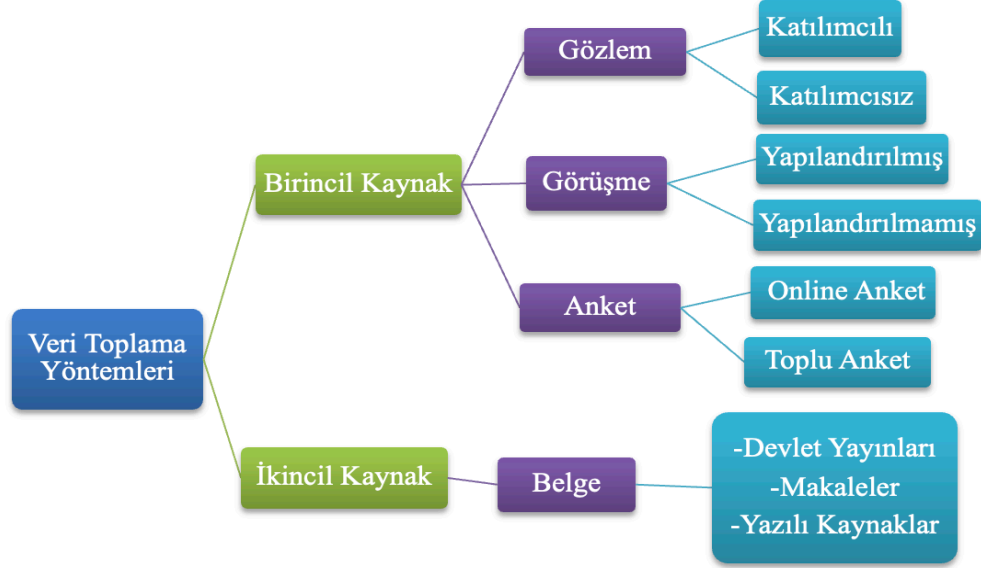 Veri Toplama
Yöntemleri
Birincil Kaynak
Gözlem
Katılımcılı
Katılımcısız
Görüşme
Yapılandırılmış
Yapılandırılmamış
Anket
Online Anket
Toplu Anket
İkincil Kaynak
Belge
-Devlet Yayınları
-Makaleler
-Yazılı Kaynaklar